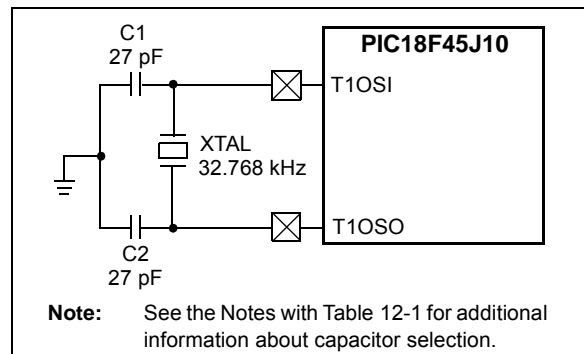 C1
27 pF
PIC18F45J10
T1OSI
XTAL
32.768 kHz
T1OSO
C2
27 pF
Note: See the Notes with Table 12-1 for additional
information about capacitor selection.